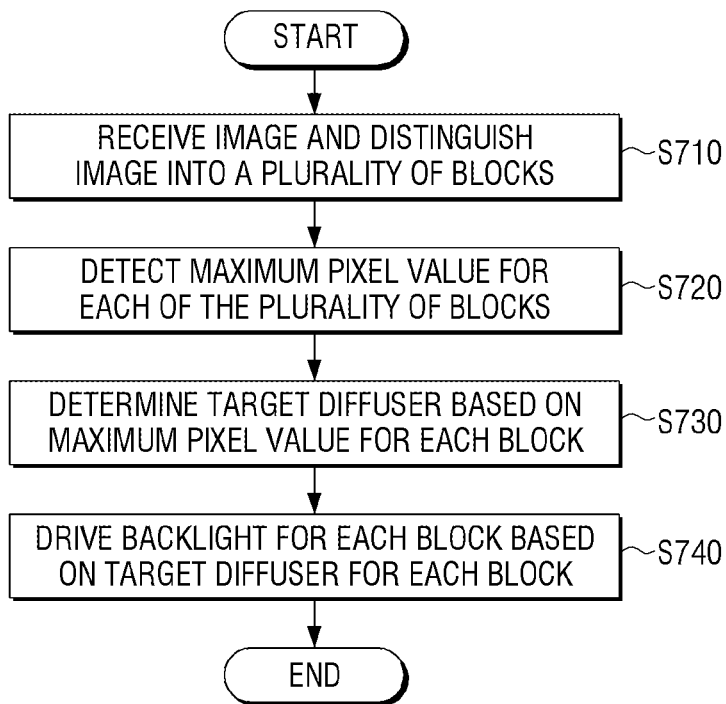 START
RECEIVE IMAGE AND DISTINGUISH
IMAGE INTO A PLURALITY OF BLOCKS
S710
DETECT MAXIMUM PIXEL VALUE FOR
EACH OF THE PLURALITY OF BLOCKS
S720
DETERMINE TARGET DIFFUSER BASED ON
MAXIMUM PIXEL VALUE FOR EACH BLOCK
S730
DRIVE BACKLIGHT FOR EACH BLOCK BASED
ON TARGET DIFFUSER FOR EACH BLOCK
S740
END